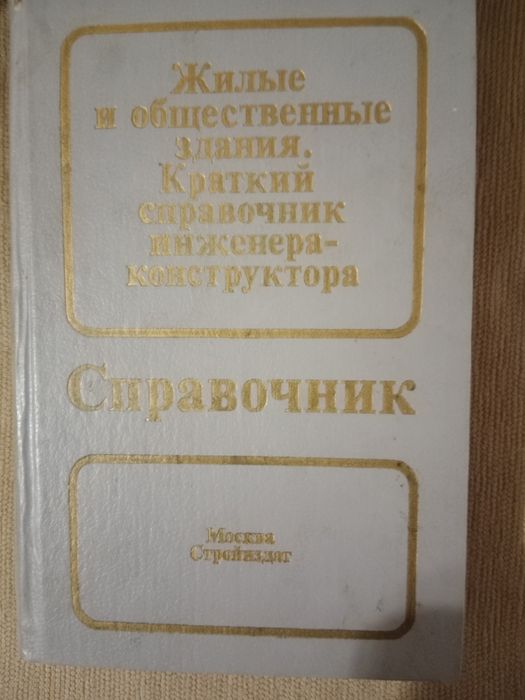 Жилые
и общественные
здания.
Краткий
справочник
инженера-
конструктора
Справочник
Москва
Стройиздат